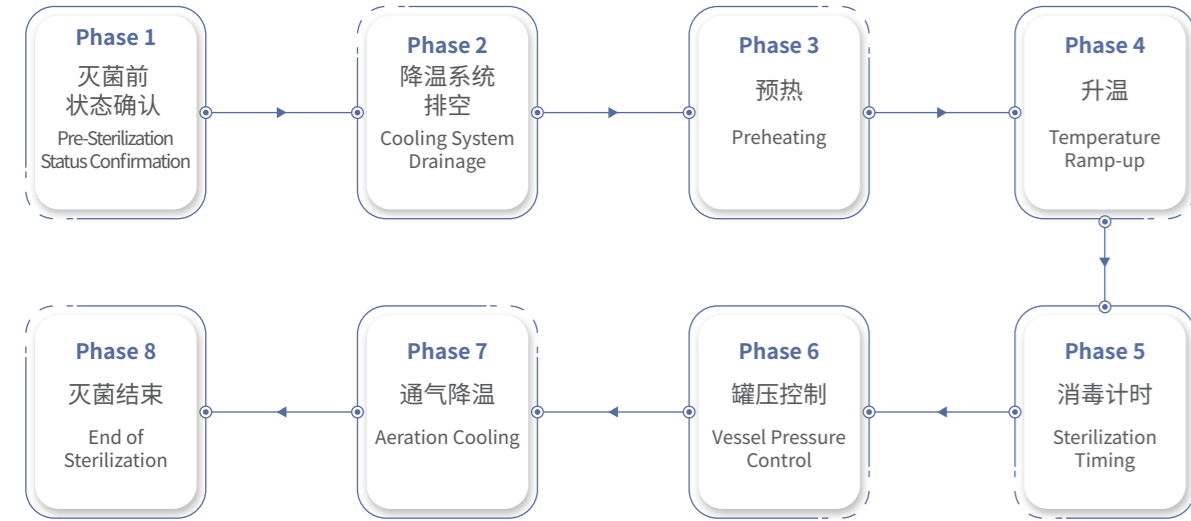 Phase 1
灭菌前
状态确认
Pre-Sterilization
Status Confirmation
Phase 2
降温系统
排空
Cooling System
Drainage
Phase 3
预热
Preheating
Phase 4
升温
Temperature
Ramp-up
Phase 5
消毒计时
Sterilization
Timing
Phase 6
罐压控制
Vessel Pressure
Control
Phase 7
通气降温
Aeration Cooling
Phase 8
灭菌结束
End of
Sterilization